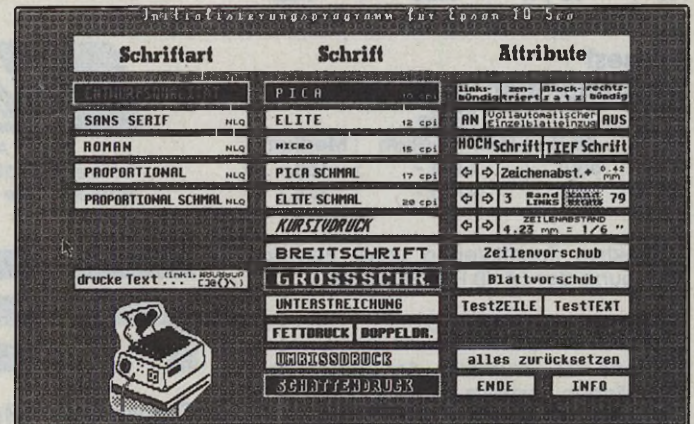 Initialisierungsprogramm für Epson
Schriftart Schrift Attribute
ENTWURFSQUALITÄT
SANS SERIF NLQ
ROMAN NLQ
PROPORTIONAL NLQ
PROPORTIONAL SCHMAL NLQ
drucke Text (inkl.
...
PICA 10 cpi
ELITE 12 cpi
MICRO 15 cpi
PICA SCHMAL 17 cpi
ELITE SCHMAL 20 cpi
KURSIVDRUCK
BREITSCHRIFT
GROSSSCHR.
UNTERSTREICHUNG
FETTDRUCK DOPPELDR.
UMRISSDRUCK
SCHATTENDRUCK
links- zen- Block- rechts-
bündig triert satz bündig
AN Vollautomatischer Einzelblatteinzug AUS
HOCH Schrift TIEF Schrift
⇦ ⇨ Zeichenabst.+ 0.42 mm
⇦ ⇨ 3 Rand LINKS Rand RECHTS 79
⇦ ⇨ ZEILENABSTAND
4.23 mm = 1/6 "
Zeilenvorschub
Blattvorschub
TestZEILE TestTEXT
alles zurücksetzen
ENDE INFO